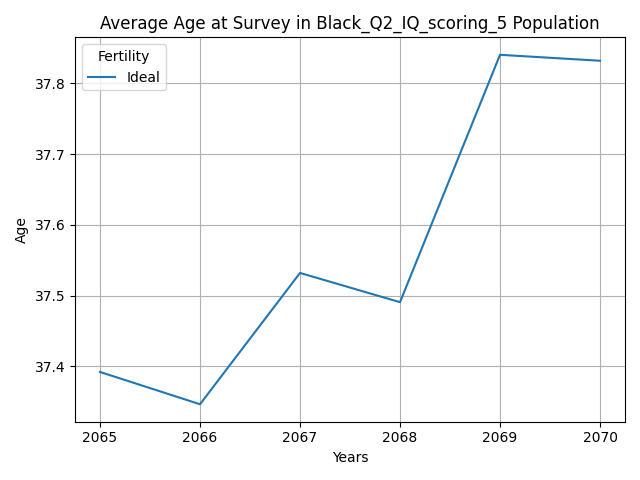 Average Age at Survey in Black_Q2_IQ_scoring_5 Population
Fertility
Ideal
Age
37.8
37.7
37.6
37.5
37.4
2065 2066 2067 2068 2069 2070
Years